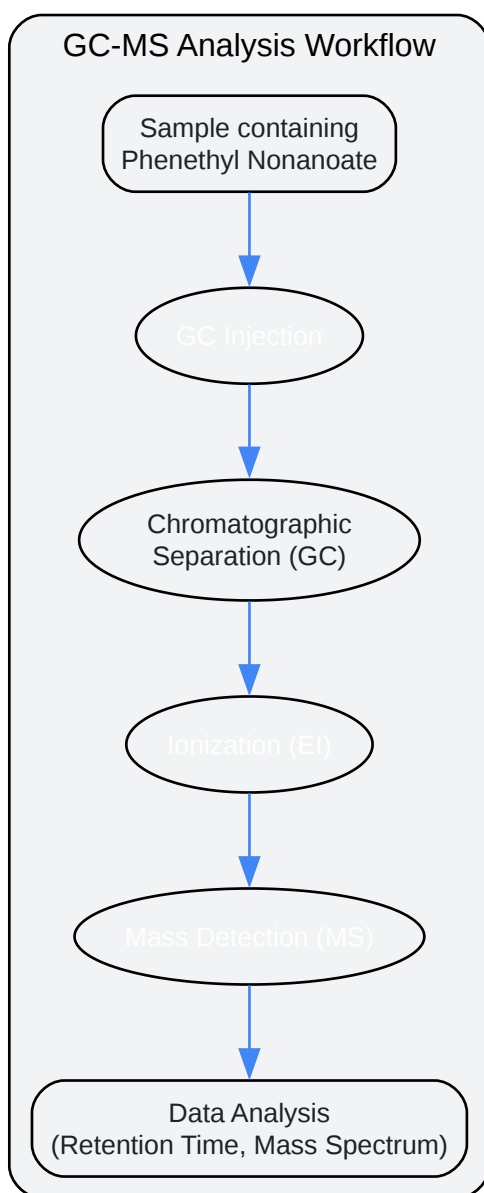 GC-MS Analysis Workflow
Sample containing
Phenethyl Nonanoate
GC Injection
Chromatographic
Separation (GC)
Ionization (EI)
Mass Detection (MS)
Data Analysis
(Retention Time, Mass Spectrum)